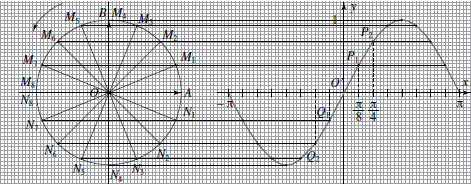 M₅ B M₄ M₃
M₆ M₂
M₇ M₁
M₈ O A
N₈
N₇ N₁
N₆ N₂
N₅ N₄ N₃
y
1
P₂
P₁
O'
x
-π π/8 π/4 π
Q₁
Q₂